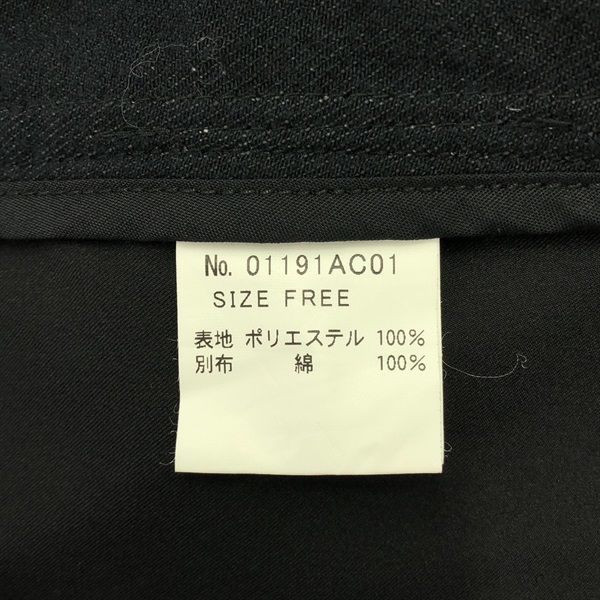 No. 01191AC01
SIZE FREE
表地 ポリエステル 100%
別布 綿 100%